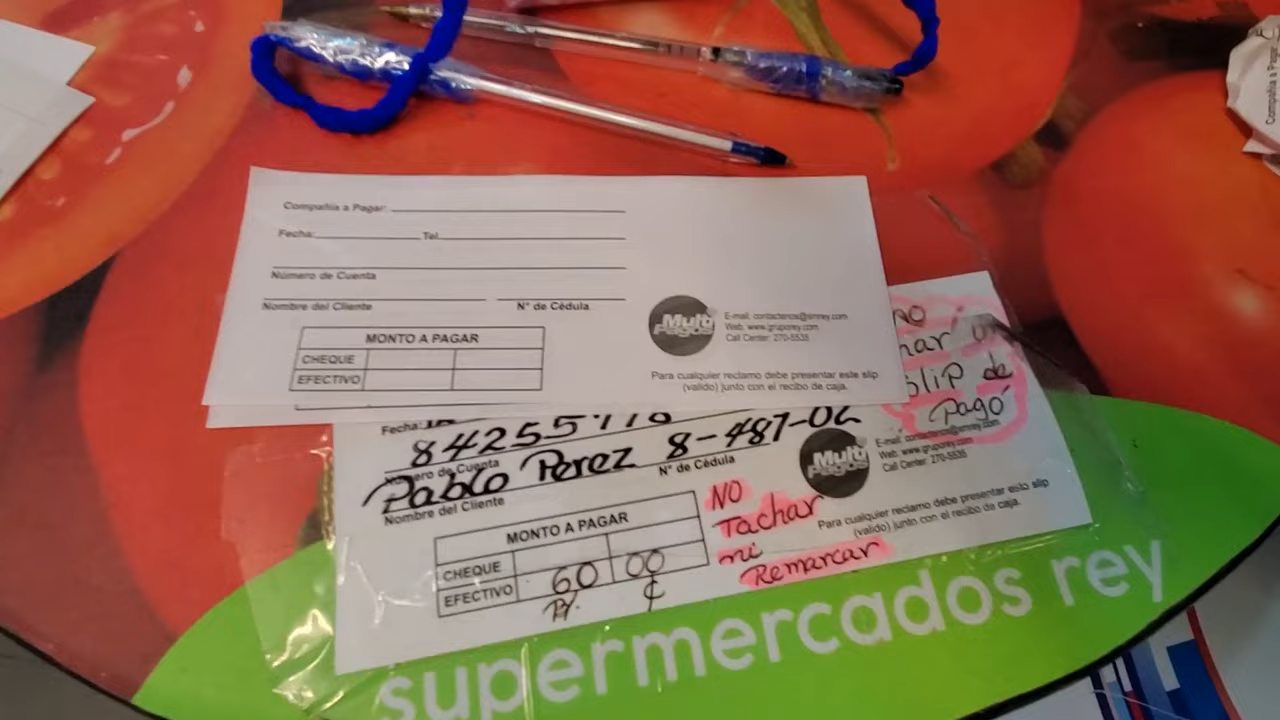 Compañía a Pagar:
Fecha: Tel.
Número de Cuenta
Nombre del Cliente N° de Cédula
MONTO A PAGAR
CHEQUE
EFECTIVO
Multi
Pagos
E-mail: contactenos@smrey.com
Web: www.gruporey.com
Call Center: 270-5535
Para cualquier reclamo debe presentar este slip
(valido) junto con el recibo de caja.
slip de
pagó
Fecha:
Número de Cuenta
Pablo Perez 8-487-02
Nombre del Cliente N° de Cédula
MONTO A PAGAR
CHEQUE
EFECTIVO 60 00
¢
NO
Tachar
ni
Remarcar
Multi
Pagos
E-mail: contactenos@smrey.com
Web: www.gruporey.com
Call Center: 270-5535
Para cualquier reclamo debe presentar este slip
(valido) junto con el recibo de caja.
supermercados rey
Compañía a Pagar